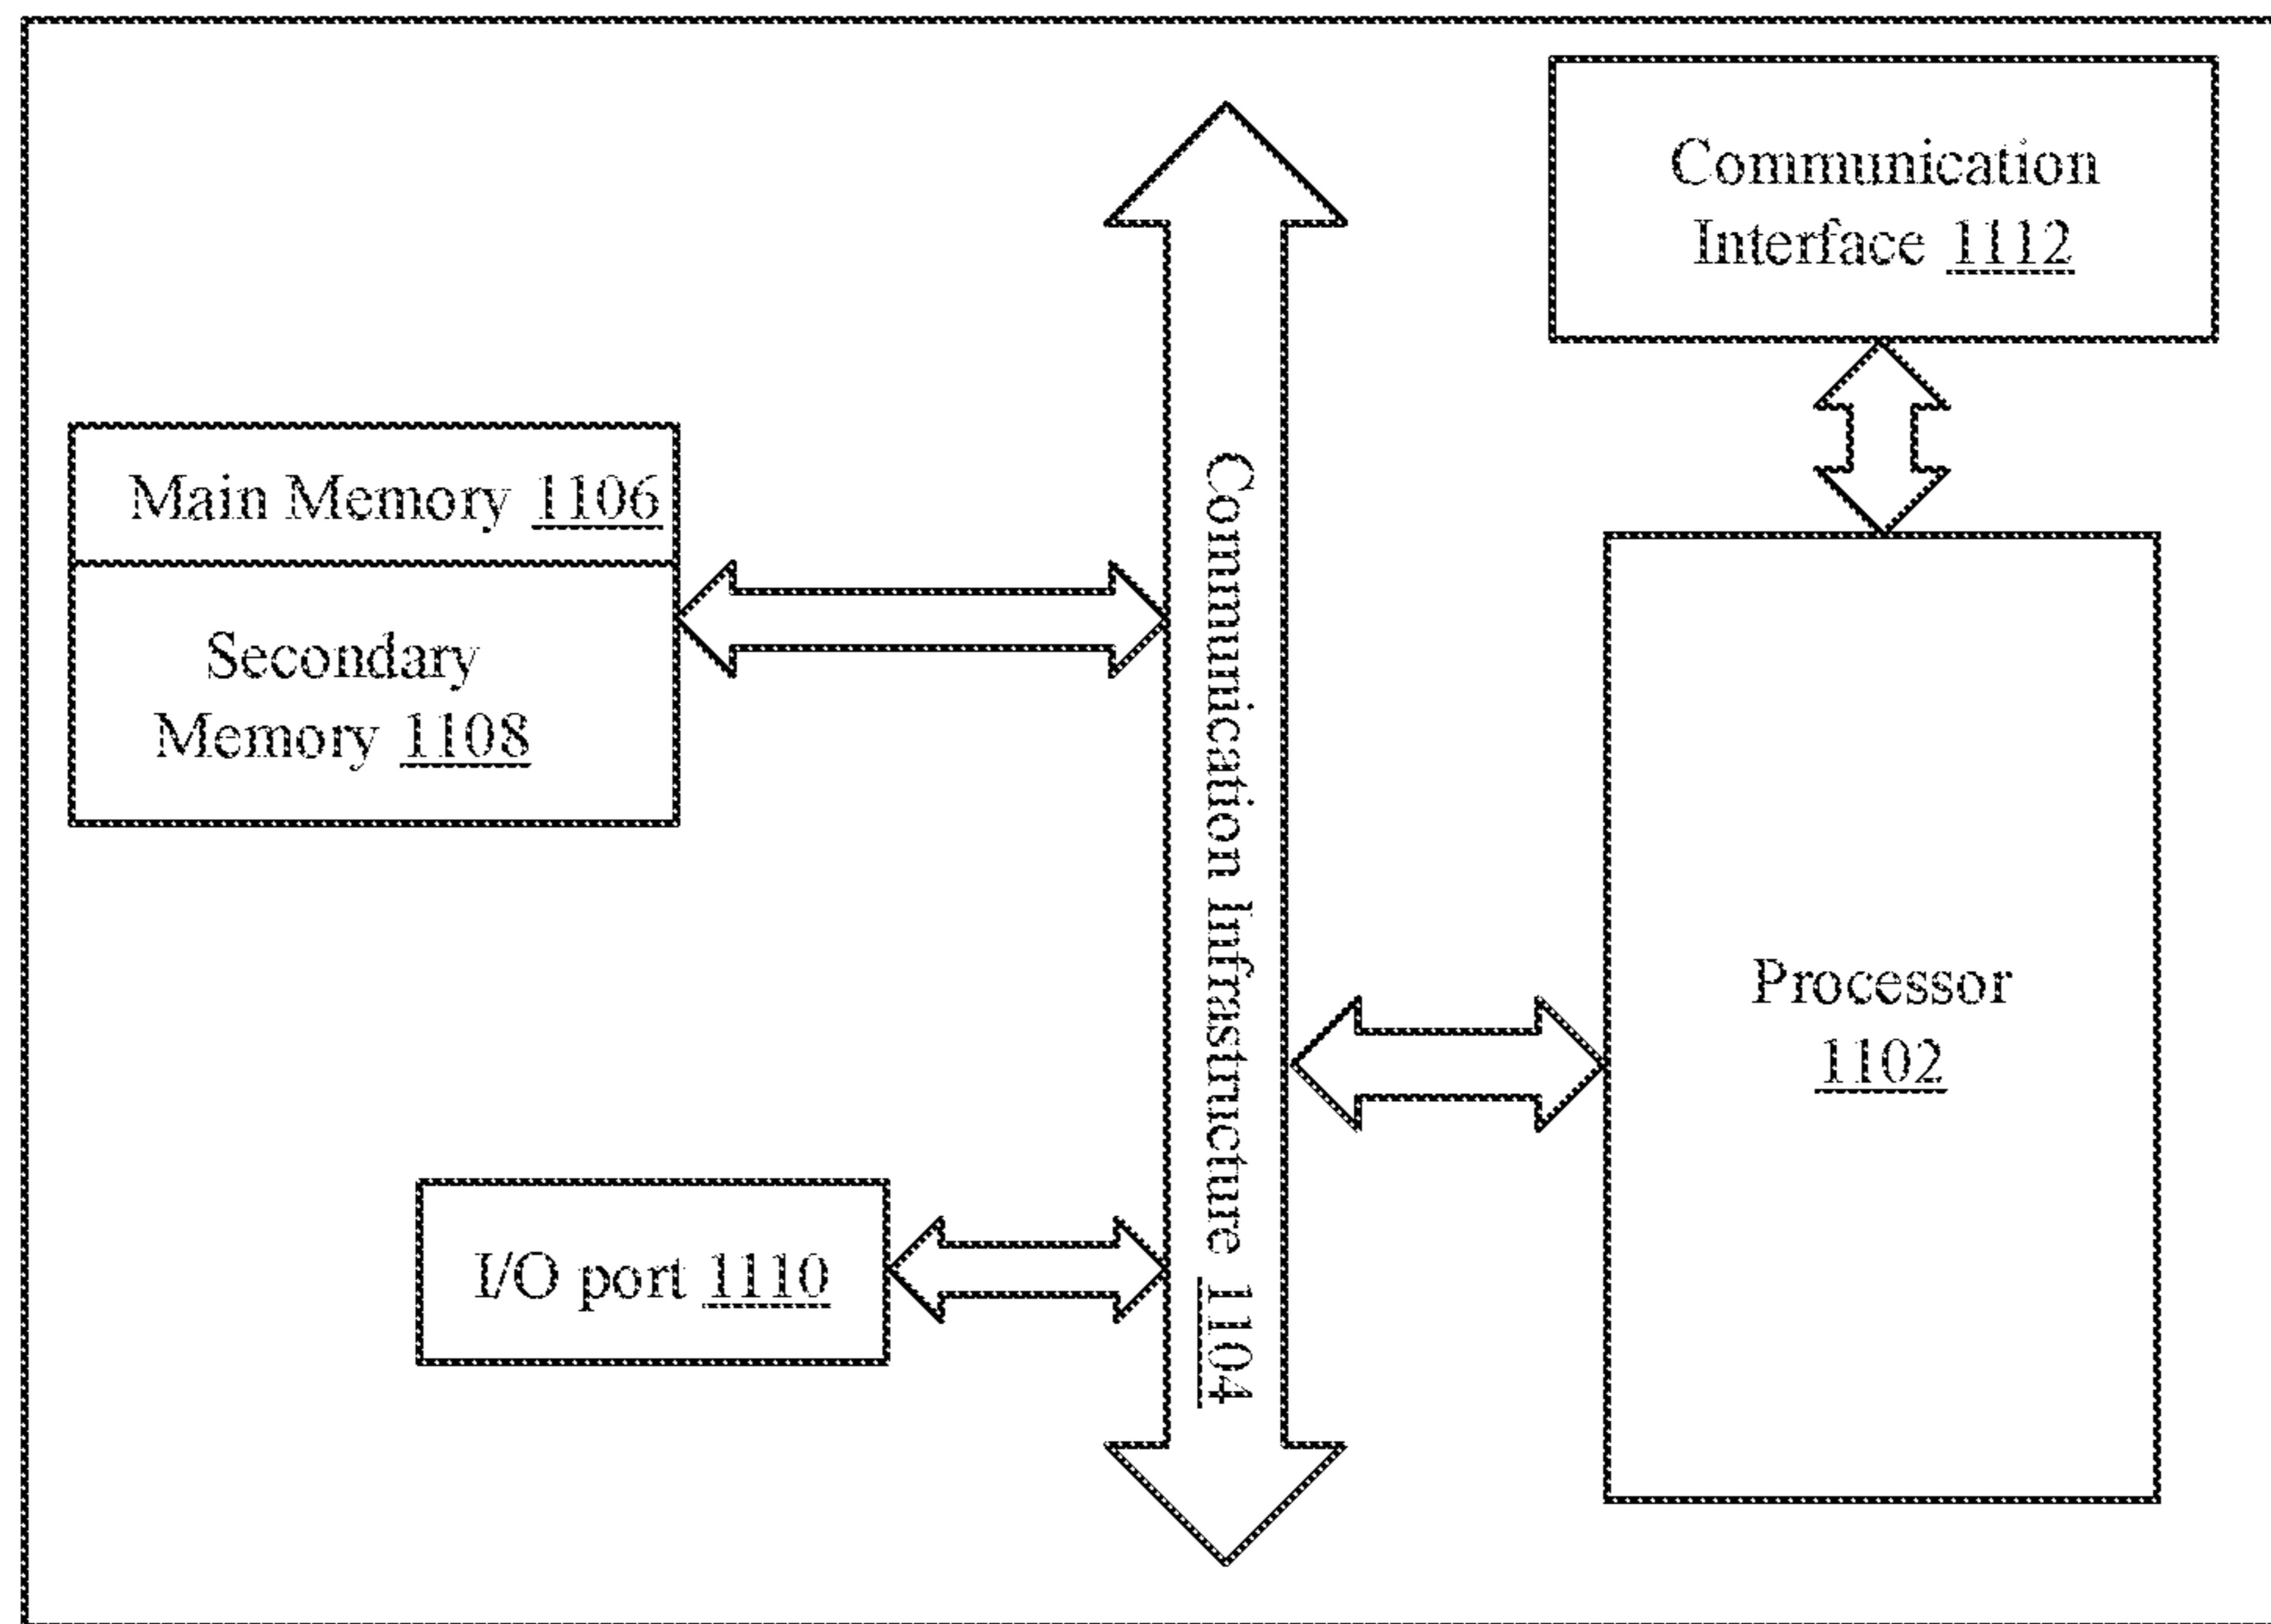 Communication
Interface 1112
Main Memory 1106
Secondary
Memory 1108
Communication Infrastructure 1104
Processor
1102
I/O port 1110